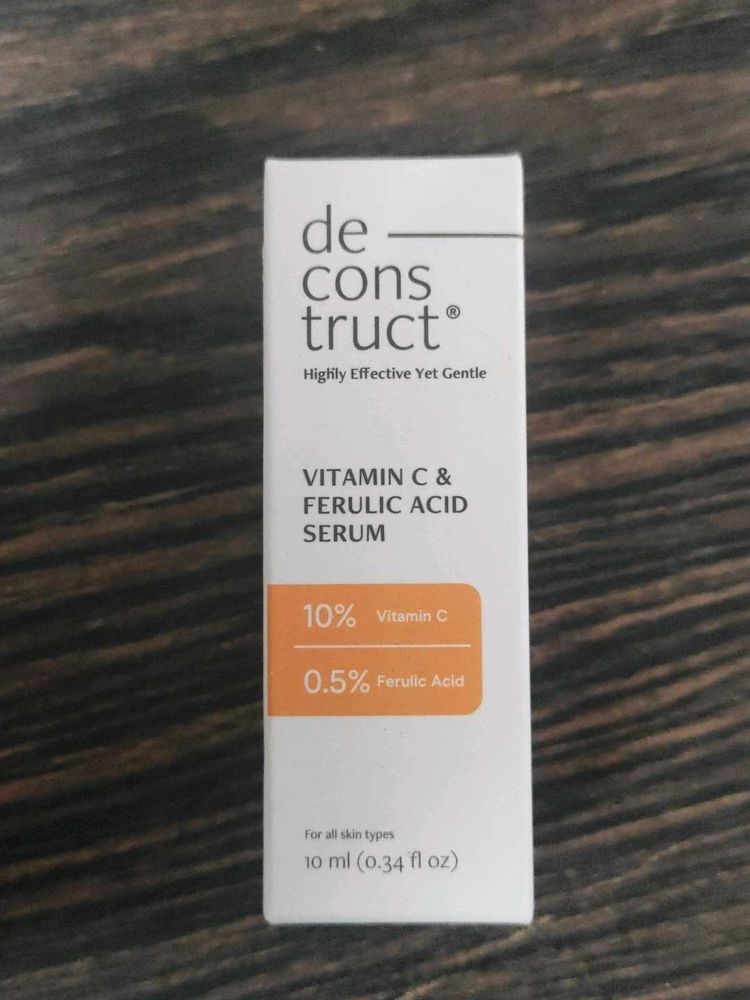 de
cons
truct®
Highly Effective Yet Gentle
VITAMIN C &
FERULIC ACID
SERUM
10% Vitamin C
0.5% Ferulic Acid
For all skin types
10 ml (0.34 fl oz)